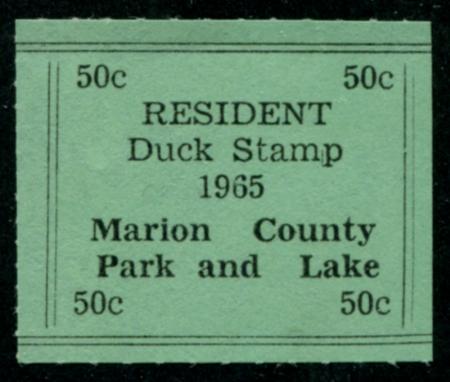 50c 50c
RESIDENT
Duck Stamp
1965
Marion County
Park and Lake
50c 50c